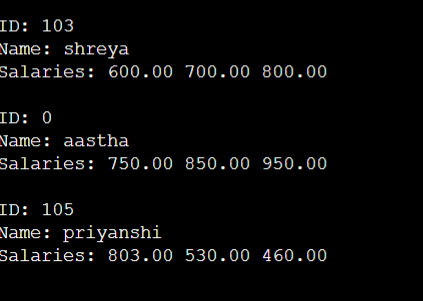 ID: 103
Name: shreya
Salaries: 600.00 700.00 800.00
ID: 0
Name: aastha
Salaries: 750.00 850.00 950.00
ID: 105
Name: priyanshi
Salaries: 803.00 530.00 460.00